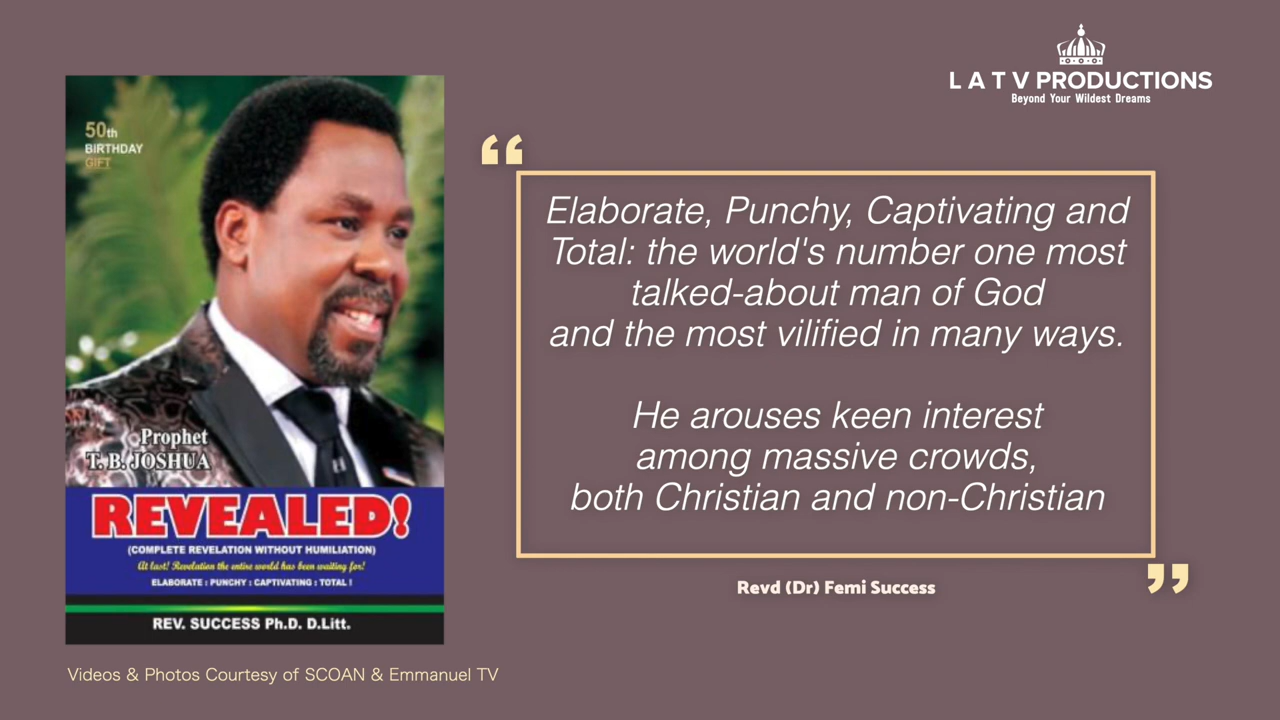 L A T V PRODUCTIONS
Beyond Your Wildest Dreams
50th
BIRTHDAY
GIFT
Prophet
T. B. JOSHUA
REVEALED!
(COMPLETE REVELATION WITHOUT HUMILIATION)
At last! Revelation the entire world has been waiting for!
ELABORATE : PUNCHY : CAPTIVATING : TOTAL !
REV. SUCCESS Ph.D. D.Litt.
“
Elaborate, Punchy, Captivating and
Total: the world's number one most
talked-about man of God
and the most vilified in many ways.
He arouses keen interest
among massive crowds,
both Christian and non-Christian
”
Revd (Dr) Femi Success
Videos & Photos Courtesy of SCOAN & Emmanuel TV